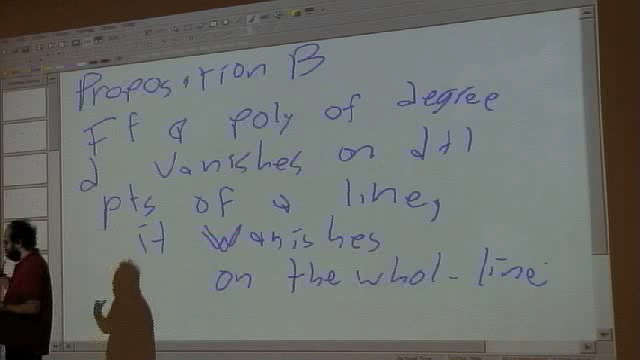 Proposition B
If a poly of degree
d vanishes on d+1
pts of a line,
it vanishes
on the whol- line